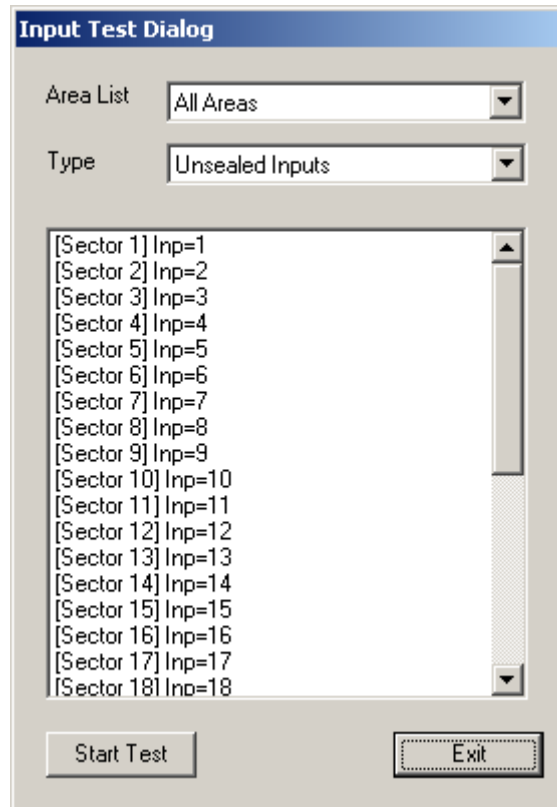 Input Test Dialog
Area List
All Areas
Type
Unsealed Inputs
[Sector 1] Inp=1
[Sector 2] Inp=2
[Sector 3] Inp=3
[Sector 4] Inp=4
[Sector 5] Inp=5
[Sector 6] Inp=6
[Sector 7] Inp=7
[Sector 8] Inp=8
[Sector 9] Inp=9
[Sector 10] Inp=10
[Sector 11] Inp=11
[Sector 12] Inp=12
[Sector 13] Inp=13
[Sector 14] Inp=14
[Sector 15] Inp=15
[Sector 16] Inp=16
[Sector 17] Inp=17
[Sector 18] Inp=18
Start Test
Exit